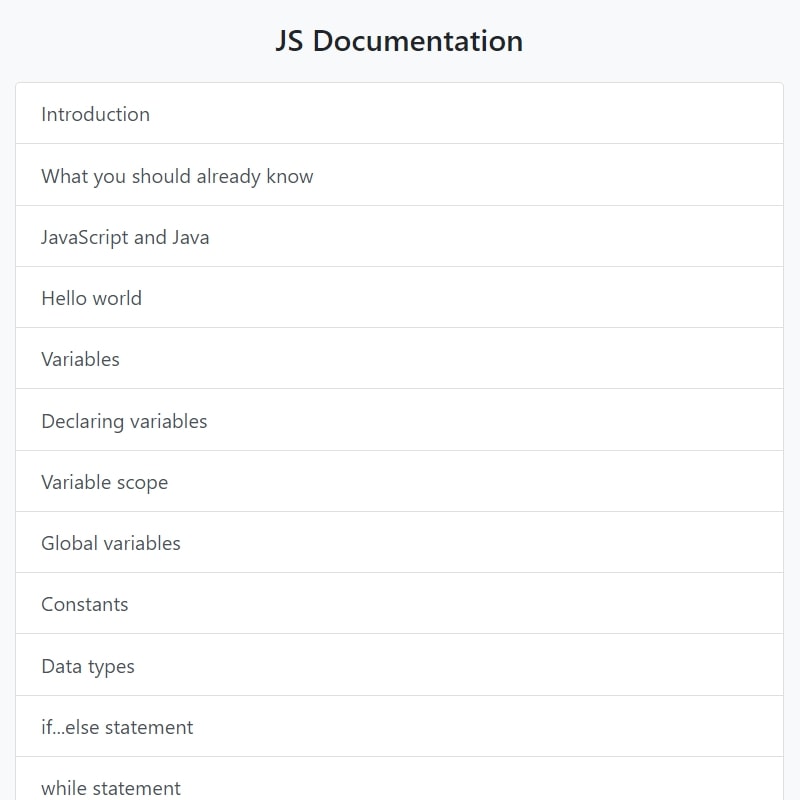 JS Documentation
Introduction
What you should already know
JavaScript and Java
Hello world
Variables
Declaring variables
Variable scope
Global variables
Constants
Data types
if...else statement
while statement